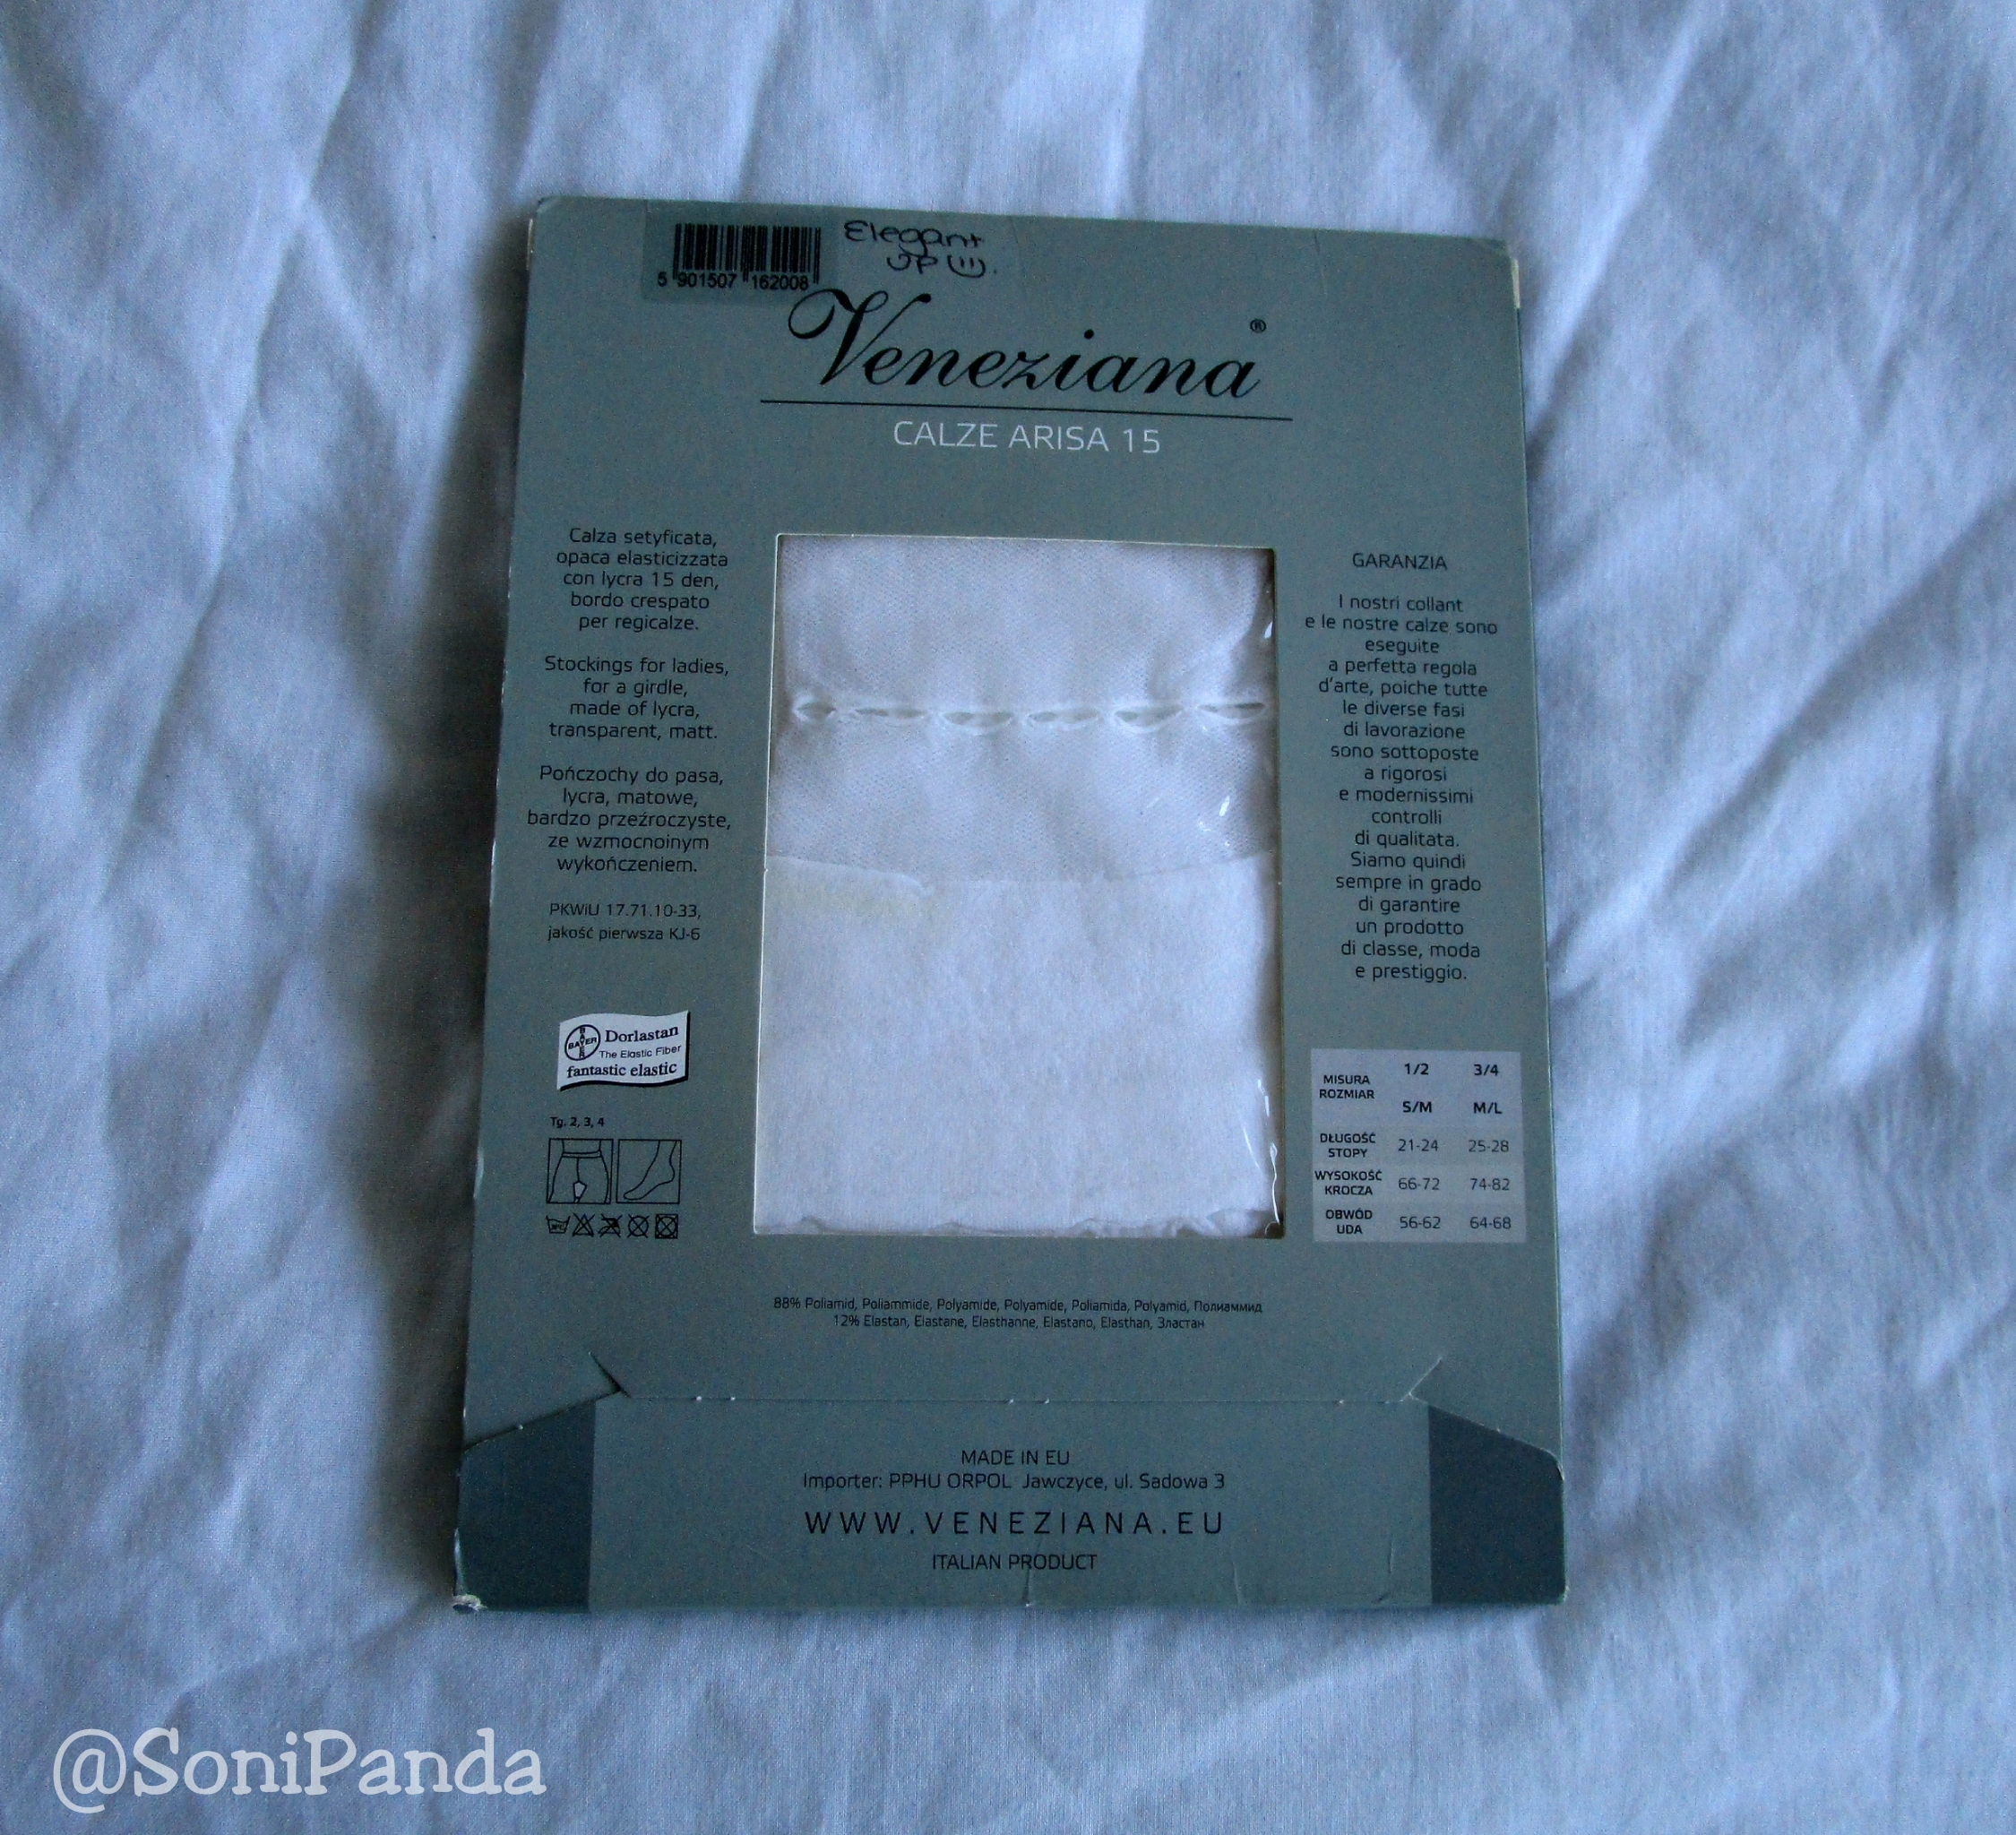 5 901507 162008
Elegant
UP
Veneziana®
CALZE ARISA 15
Calza setyficata,
opaca elasticizzata
con lycra 15 den,
bordo crespato
per regicalze.
Stockings for ladies,
for a girdle,
made of lycra,
transparent, matt.
Pończochy do pasa,
lycra, matowe,
bardzo przeźroczyste,
ze wzmocnoinym
wykończeniem.
PKWiU 17.71.10-33,
jakość pierwsza KJ-6
BAYER
Dorlastan
The Elastic Fiber
fantastic elastic
Tg. 2, 3, 4
GARANZIA
I nostri collant
e le nostre calze sono
eseguite
a perfetta regola
d'arte, poiche tutte
le diverse fasi
di lavorazione
sono sottoposte
a rigorosi
e modernissimi
controlli
di qualitata.
Siamo quindi
sempre in grado
di garantire
un prodotto
di classe, moda
e prestiggio.
MISURA ROZMIAR 1/2 3/4
S/M M/L
DŁUGOŚĆ STOPY 21-24 25-28
WYSOKOŚĆ KROCZA 66-72 74-82
OBWÓD UDA 56-62 64-68
88% Poliamid, Poliammide, Polyamide, Polyamide, Poliamida, Polyamid, Полиаммид
12% Elastan, Elastane, Elasthanne, Elastano, Elasthan, Эластан
MADE IN EU
Importer: PPHU ORPOL Jawczyce, ul. Sadowa 3
WWW.VENEZIANA.EU
ITALIAN PRODUCT
@SoniPanda